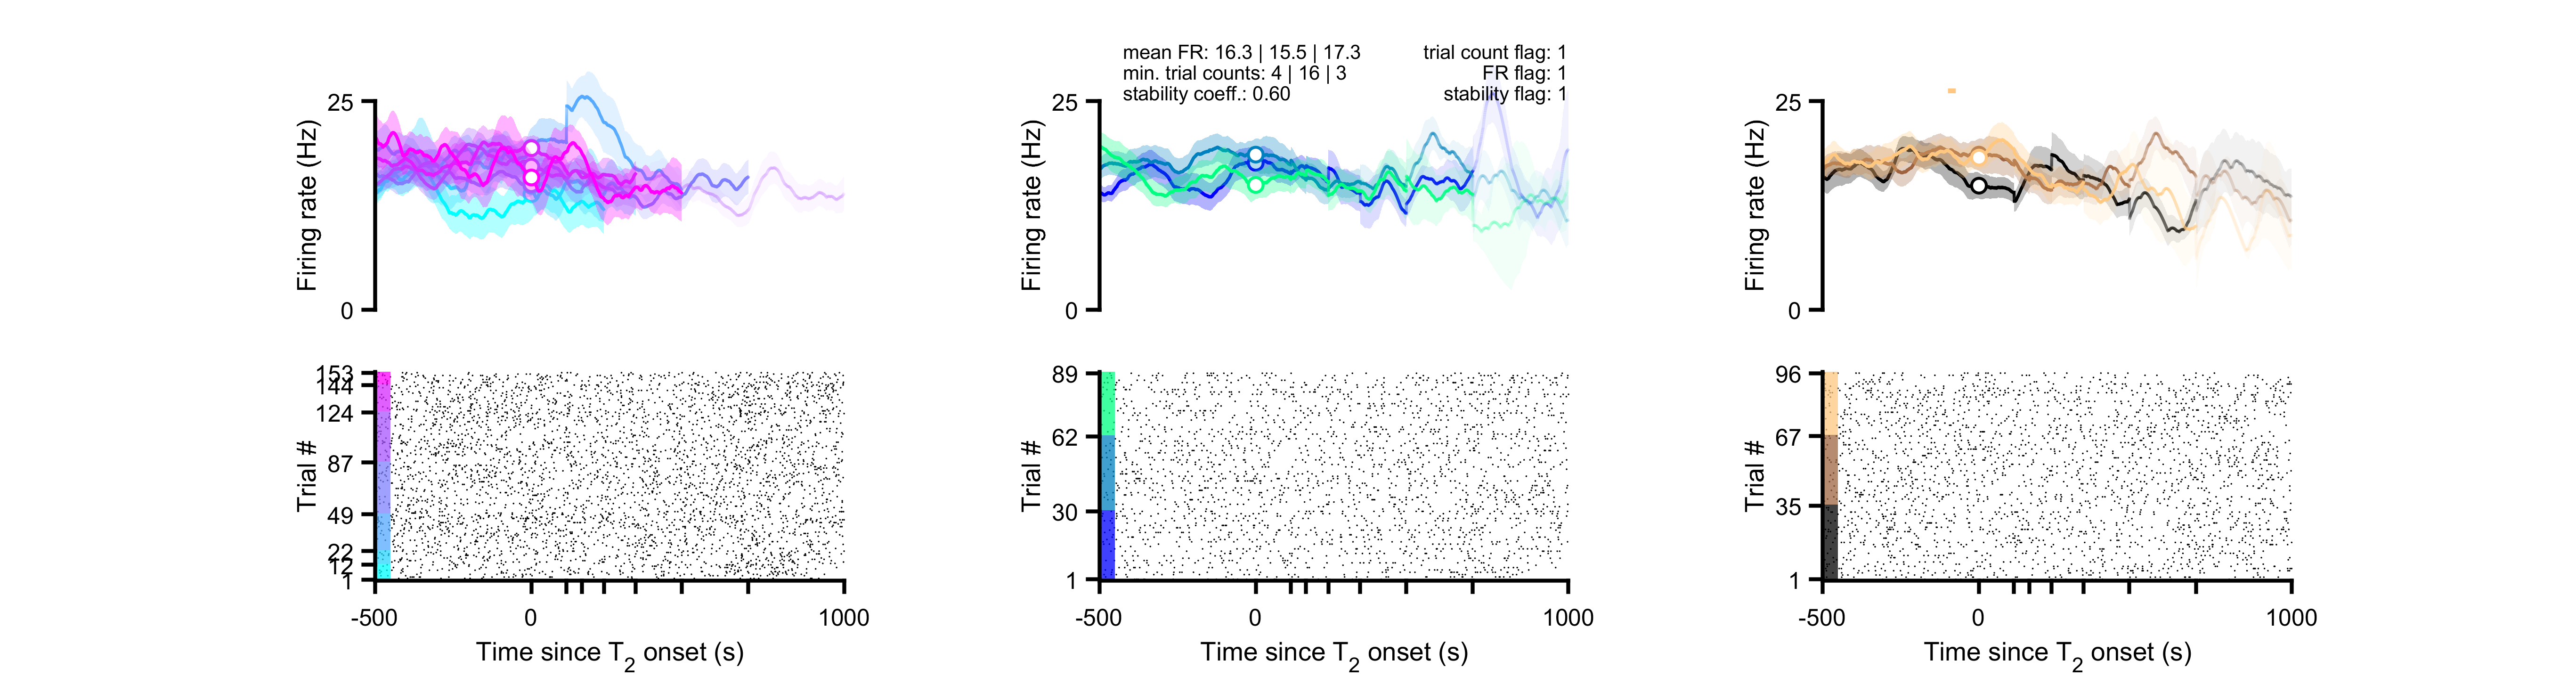 mean FR: 16.3 | 15.5 | 17.3
min. trial counts: 4 | 16 | 3
stability coeff.: 0.60
trial count flag: 1
FR flag: 1
stability flag: 1
25
0
Firing rate (Hz)
25
0
Firing rate (Hz)
25
0
Firing rate (Hz)
153
144
124
87
49
22
12
1
Trial #
-500
0
1000
Time since T2 onset (s)
89
62
30
1
Trial #
-500
0
1000
Time since T2 onset (s)
96
67
35
1
Trial #
-500
0
1000
Time since T2 onset (s)